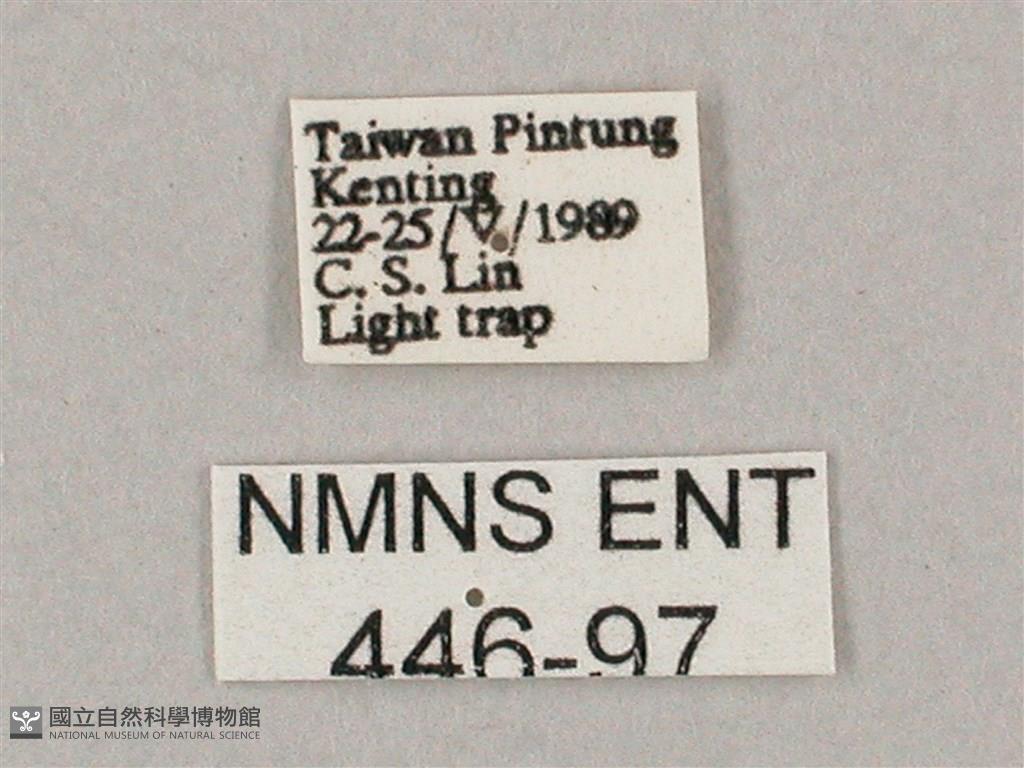 Taiwan Pintung
Kenting
22-25/V/1989
C. S. Lin
Light trap
NMNS ENT
446-97
國立自然科學博物館
NATIONAL MUSEUM OF NATURAL SCIENCE